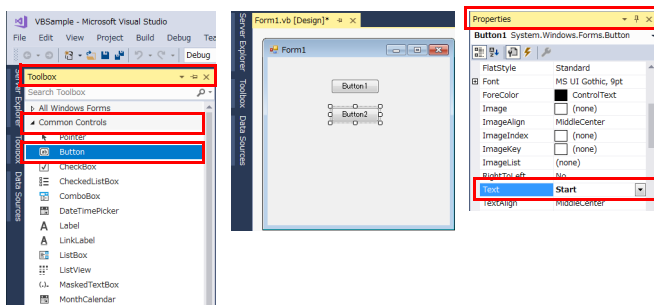 VBSample - Microsoft Visual Studio
File Edit View Project Build Debug
Debug
Toolbox
Search Toolbox
All Windows Forms
Common Controls
Pointer
Button
CheckBox
CheckedListBox
ComboBox
DateTimePicker
Label
LinkLabel
ListBox
ListView
MaskedTextBox
MonthCalendar
Server Explorer
Toolbox
Data Sources
Form1.vb [Design]*
Form1
Button1
Button2
Server Explorer
Toolbox
Data Sources
Properties
Button1 System.Windows.Forms.Button
FlatStyle Standard
Font MS UI Gothic, 9pt
ForeColor ControlText
Image (none)
ImageAlign MiddleCenter
ImageIndex (none)
ImageKey (none)
ImageList (none)
RightToLeft No
Text Start
TextAlign MiddleCenter